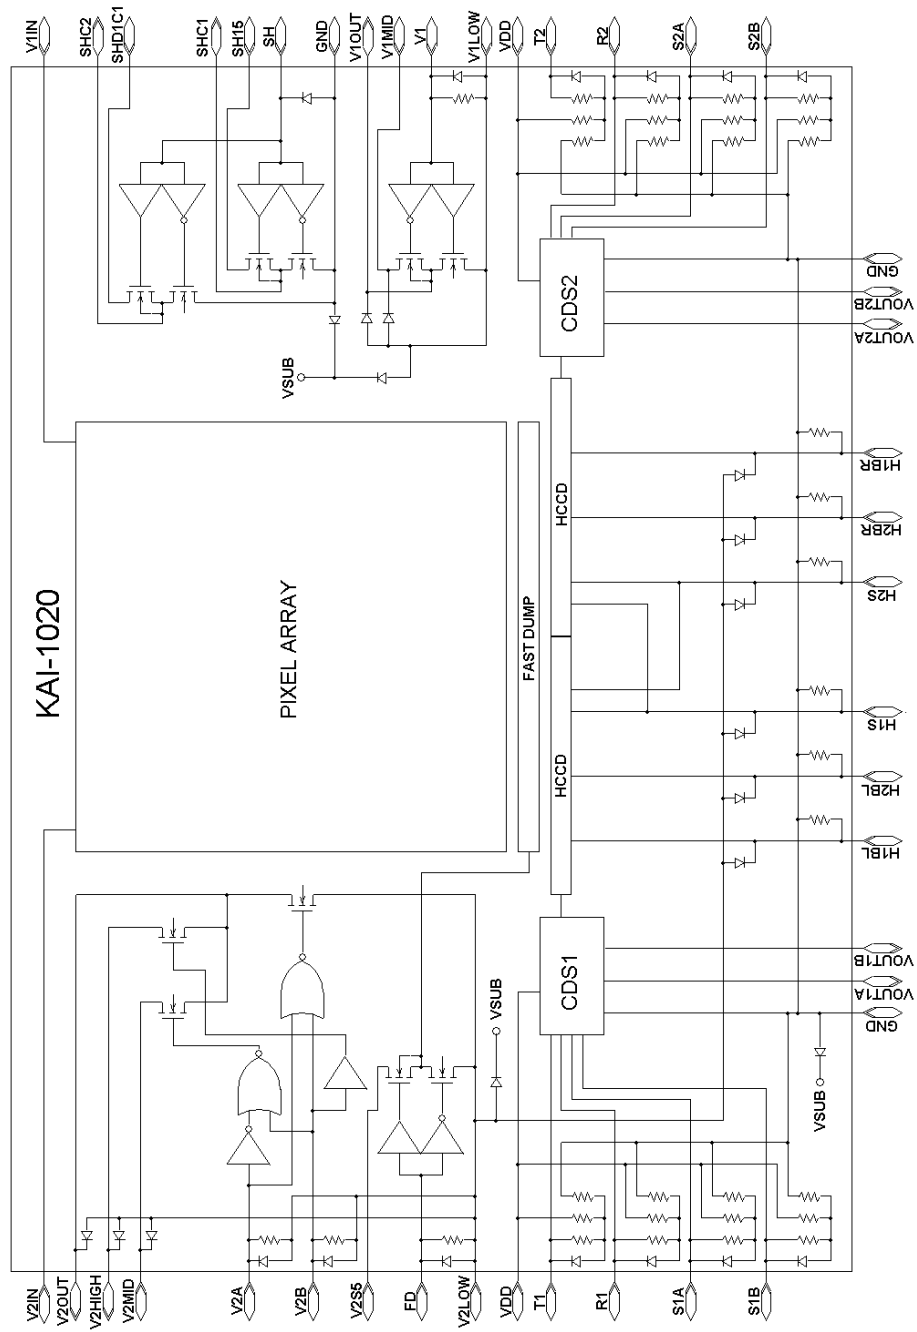 V1IN
SHC2
SHD1C1
SHC1
SH15
SH
GND
V1OUT
V1MID
V1
V1LOW
VDD
T2
R2
S2A
S2B
VSUB
CDS2
GND
VOUT2B
VOUT2A
KAI-1020
PIXEL ARRAY
FAST DUMP
HCCD
HCCD
H1BR
H2BR
H2S
H1S
H2BL
H1BL
CDS1
VOUT1B
VOUT1A
GND
VSUB
VSUB
V2IN
V2OUT
V2HIGH
V2MID
V2A
V2B
V2S5
FD
V2LOW
VDD
T1
R1
S1A
S1B